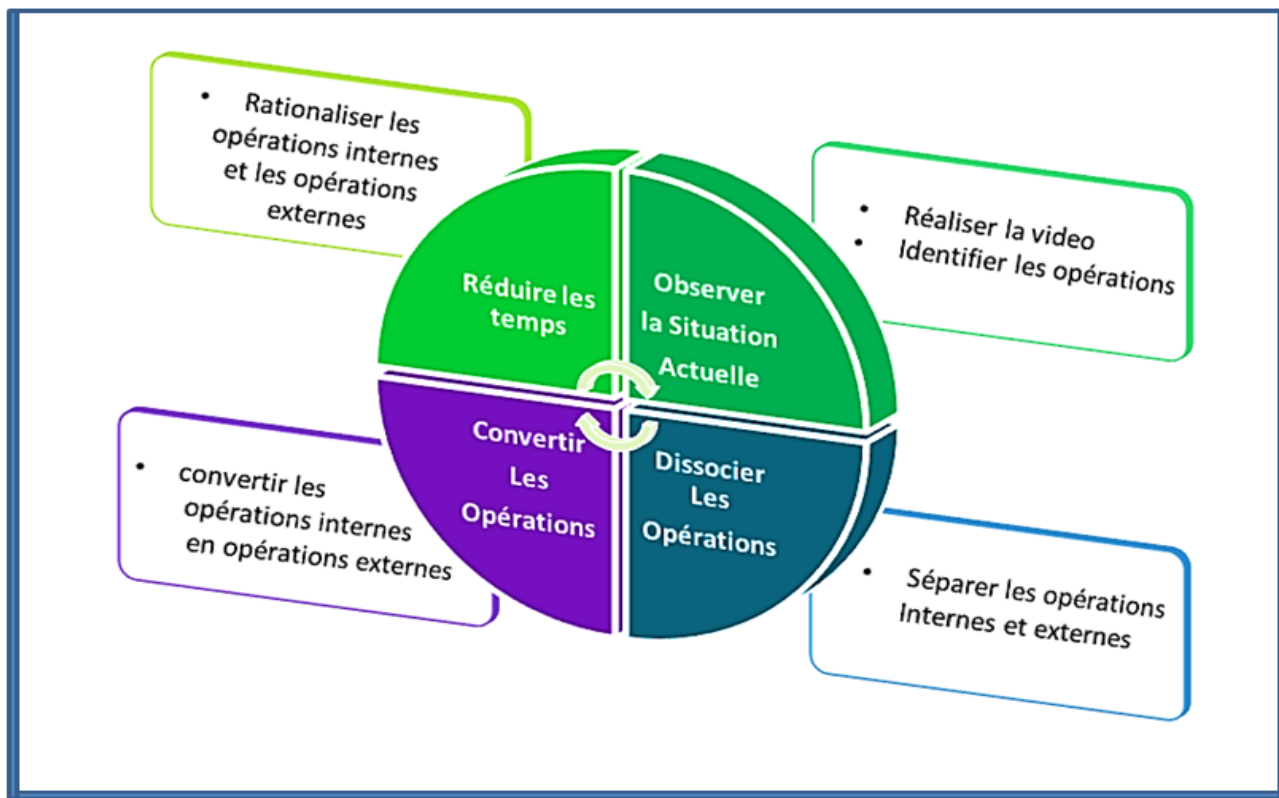 • Rationaliser les
opérations internes
et les opérations
externes
• Réaliser la video
• Identifier les opérations
Réduire les
temps
Observer
la Situation
Actuelle
Convertir
Les
Opérations
Dissocier
Les
Opérations
• convertir les
opérations internes
en opérations externes
• Séparer les opérations
Internes et externes